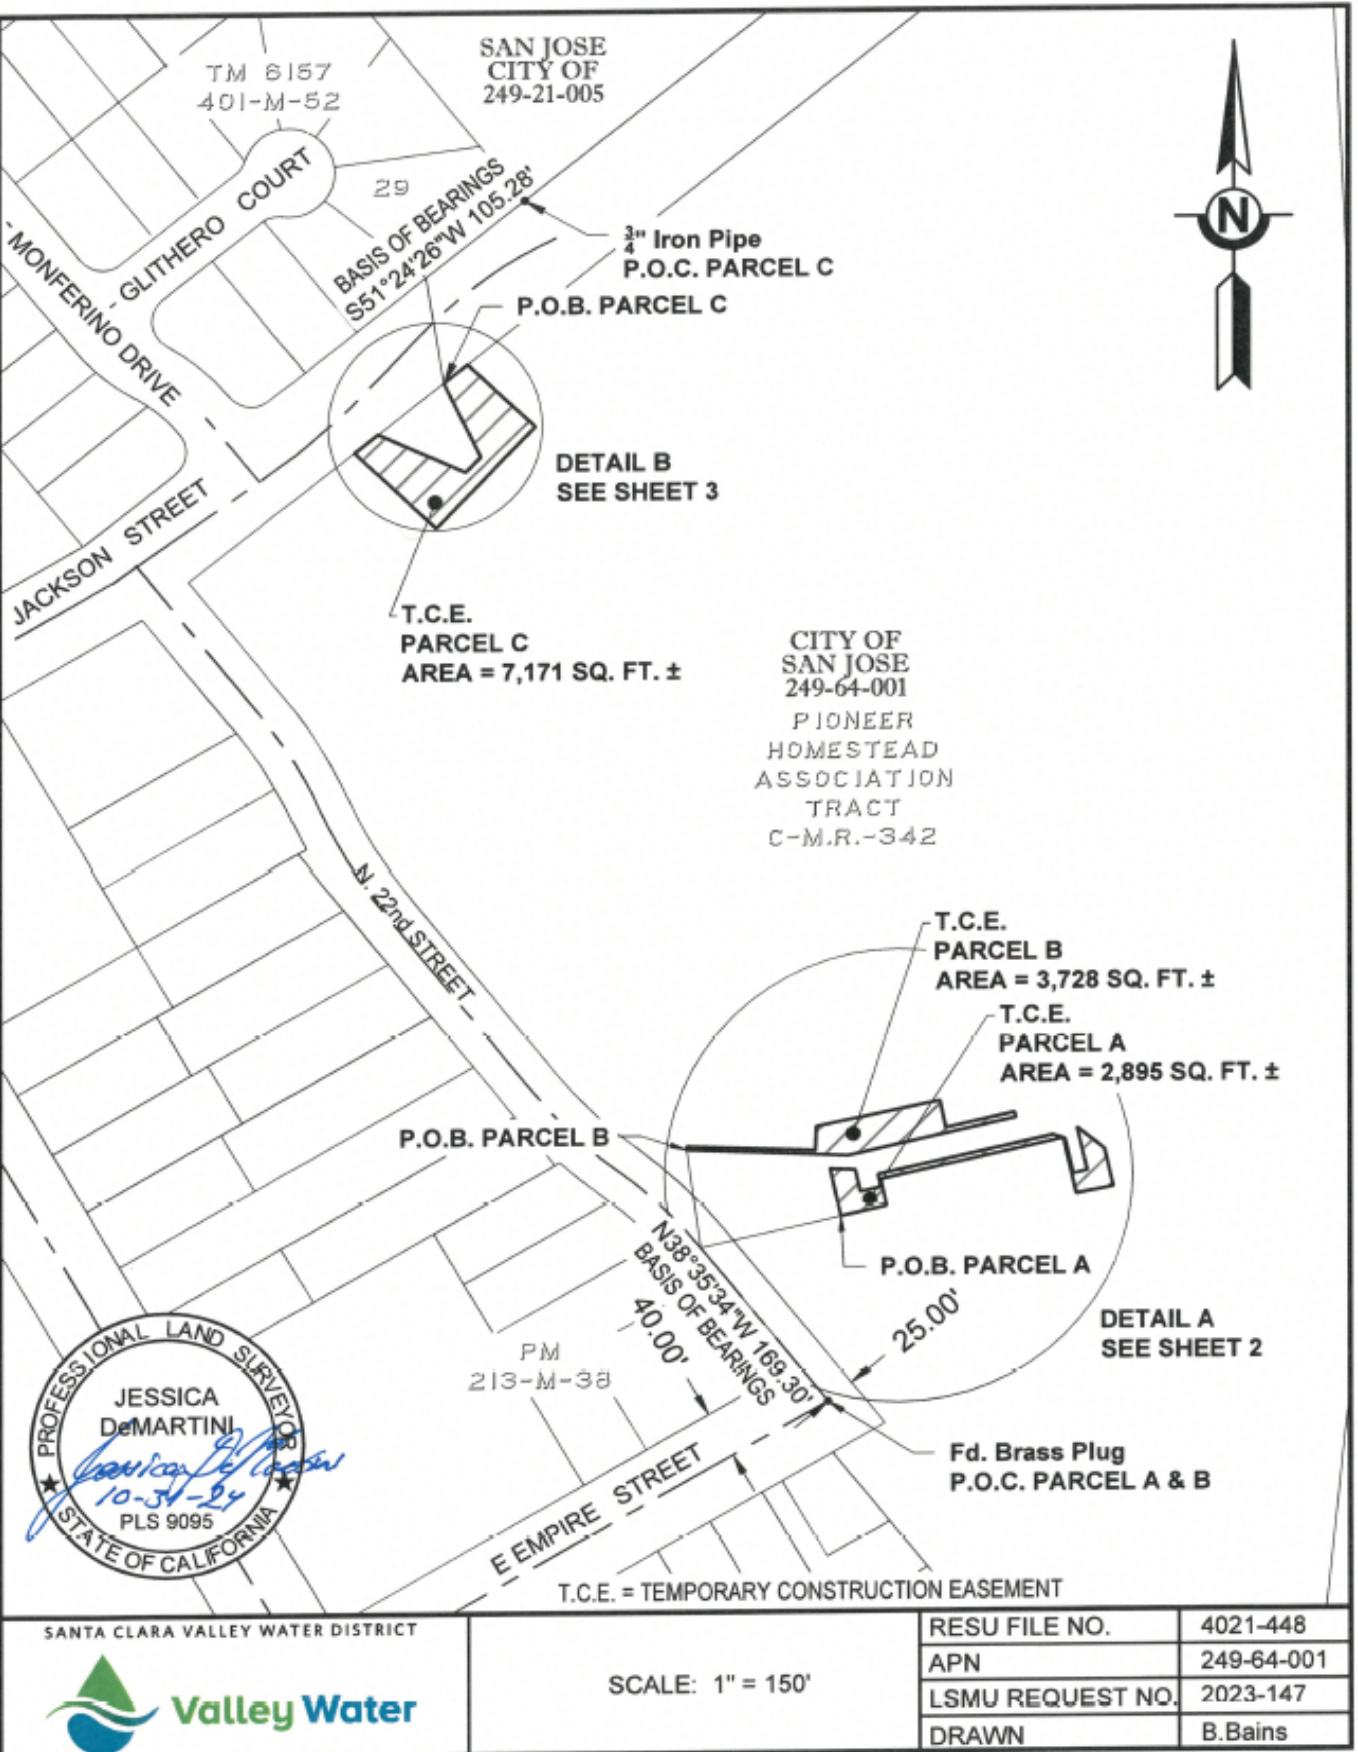 SAN JOSE
CITY OF
249-21-005
TM 6157
401-M-52
GLITHERO COURT
29
MONFERINO DRIVE
BASIS OF BEARINGS
S51°24'26"W 105.28'
3/4" Iron Pipe
P.O.C. PARCEL C
P.O.B. PARCEL C
N
DETAIL B
SEE SHEET 3
JACKSON STREET
T.C.E.
PARCEL C
AREA = 7,171 SQ. FT. ±
CITY OF
SAN JOSE
249-64-001
PIONEER
HOMESTEAD
ASSOCIATION
TRACT
C-M.R.-342
N. 22nd STREET
T.C.E.
PARCEL B
AREA = 3,728 SQ. FT. ±
T.C.E.
PARCEL A
AREA = 2,895 SQ. FT. ±
P.O.B. PARCEL B
P.O.B. PARCEL A
N38°35'34"W 169.30'
BASIS OF BEARINGS
40.00'
25.00'
DETAIL A
SEE SHEET 2
PM
213-M-38
Fd. Brass Plug
P.O.C. PARCEL A & B
E EMPIRE STREET
PROFESSIONAL LAND SURVEYOR
JESSICA
DeMARTINI
10-31-24
PLS 9095
STATE OF CALIFORNIA
T.C.E. = TEMPORARY CONSTRUCTION EASEMENT
SANTA CLARA VALLEY WATER DISTRICT
Valley Water
SCALE: 1" = 150'
RESU FILE NO. 4021-448
APN 249-64-001
LSMU REQUEST NO. 2023-147
DRAWN B.Bains